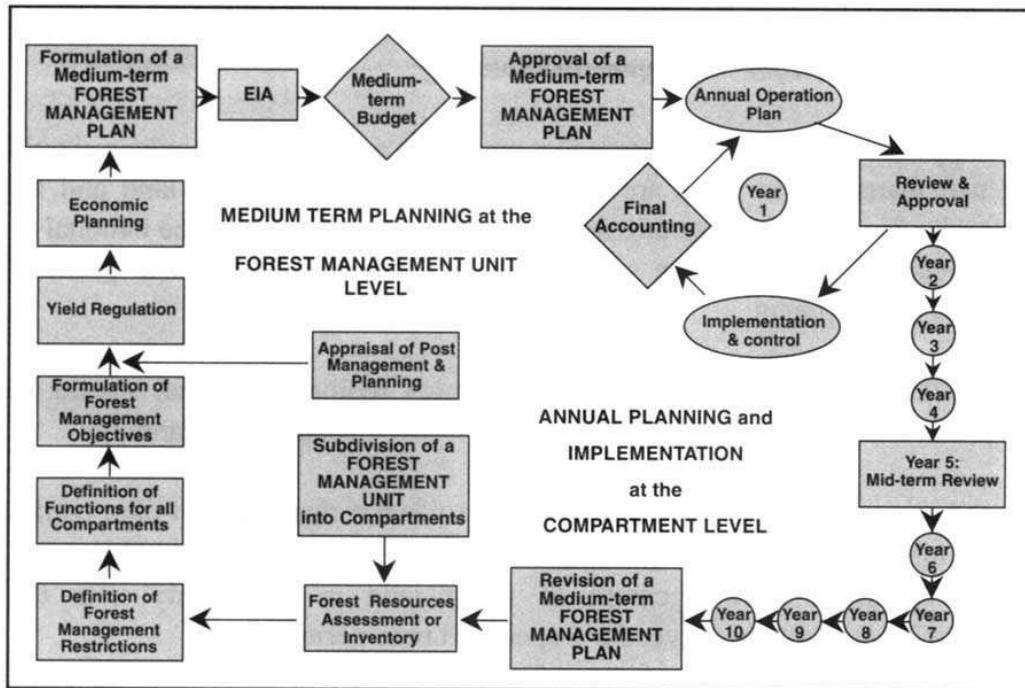 Formulation of a
Medium-term
FOREST
MANAGEMENT
PLAN
EIA
Medium-
term
Budget
Approval of a
Medium-term
FOREST
MANAGEMENT
PLAN
Annual Operation
Plan
Review &
Approval
Year
1
Final
Accounting
Implementation
& control
Economic
Planning
MEDIUM TERM PLANNING at the
FOREST MANAGEMENT UNIT
LEVEL
Yield Regulation
Appraisal of Post
Management &
Planning
Formulation of
Forest
Management
Objectives
Definition of
Functions for all
Compartments
Definition of
Forest
Management
Restrictions
Subdivision of a
FOREST
MANAGEMENT
UNIT
into Compartments
Forest Resources
Assessment or
Inventory
ANNUAL PLANNING and
IMPLEMENTATION
at the
COMPARTMENT LEVEL
Year
2
Year
3
Year
4
Year 5:
Mid-term Review
Year
6
Year
7
Year
8
Year
9
Year
10
Revision of a
Medium-term
FOREST
MANAGEMENT
PLAN